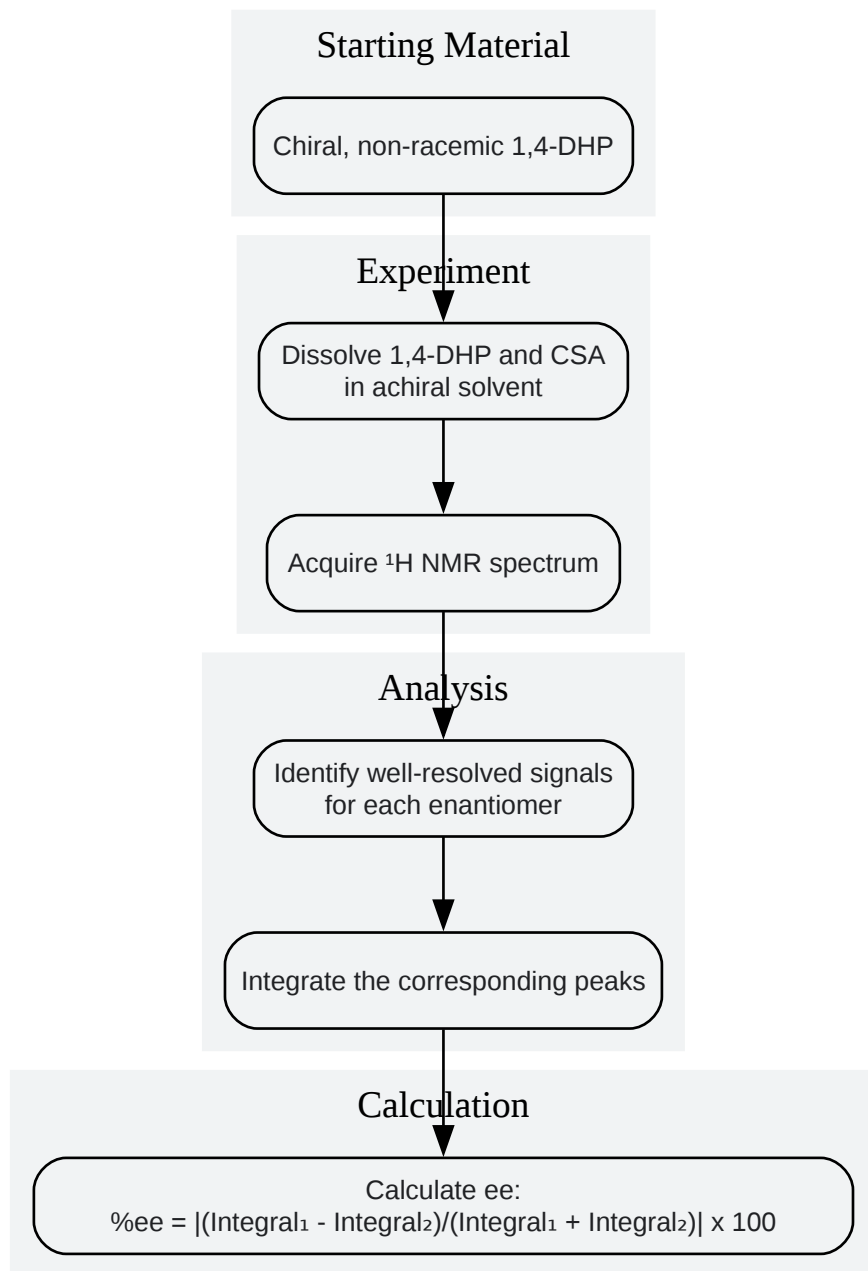 Starting Material
Chiral, non-racemic 1,4-DHP
Experiment
Dissolve 1,4-DHP and CSA
in achiral solvent
Acquire ¹H NMR spectrum
Analysis
Identify well-resolved signals
for each enantiomer
Integrate the corresponding peaks
Calculation
Calculate ee:
%ee = |(Integral₁ - Integral₂)/(Integral₁ + Integral₂)| x 100